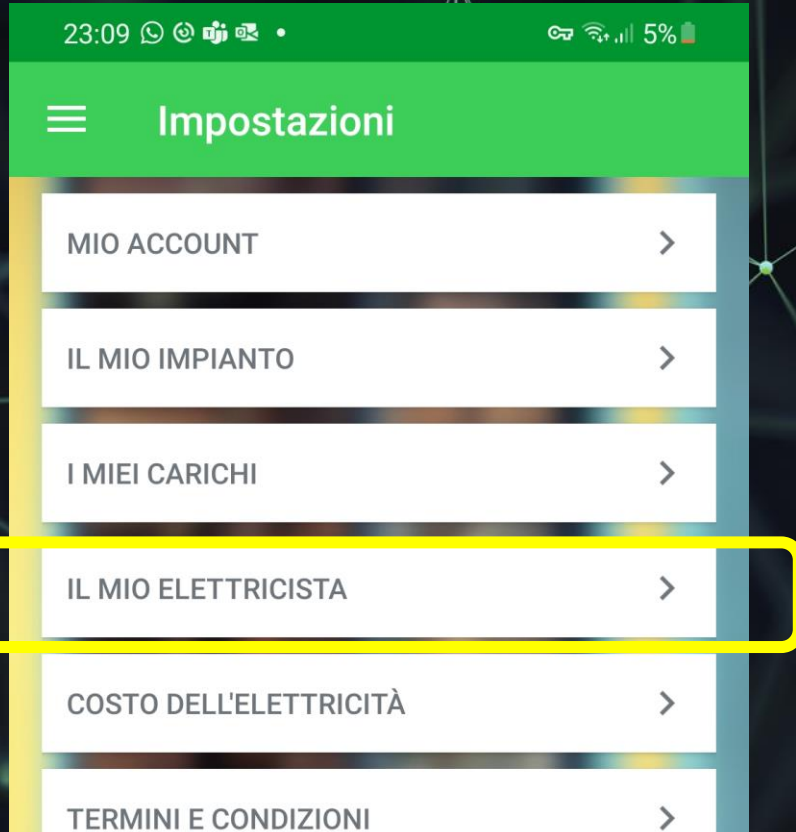 23:09 5%
Impostazioni
MIO ACCOUNT
IL MIO IMPIANTO
I MIEI CARICHI
IL MIO ELETTRICISTA
COSTO DELL'ELETTRICITÀ
TERMINI E CONDIZIONI